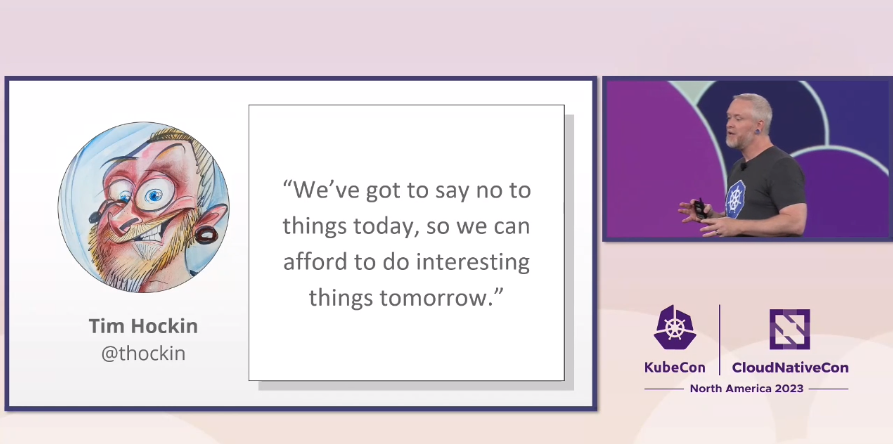 “We’ve got to say no to
things today, so we can
afford to do interesting
things tomorrow.”
Tim Hockin
@thockin
KubeCon
CloudNativeCon
North America 2023